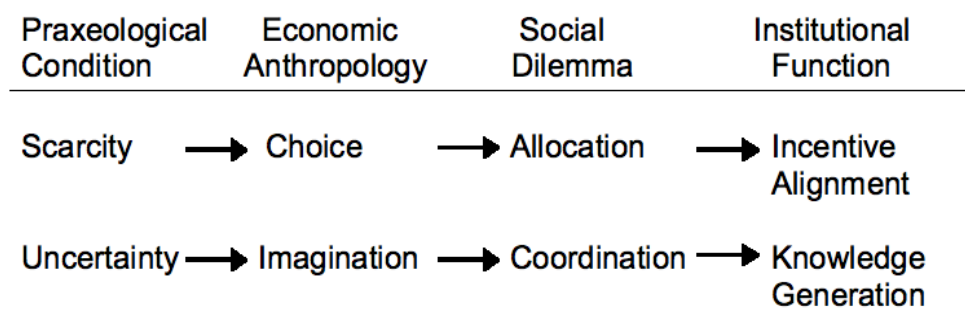 Praxeological Economic Social Institutional
Condition Anthropology Dilemma Function
Scarcity Choice Allocation Incentive
Alignment
Uncertainty Imagination Coordination Knowledge
Generation